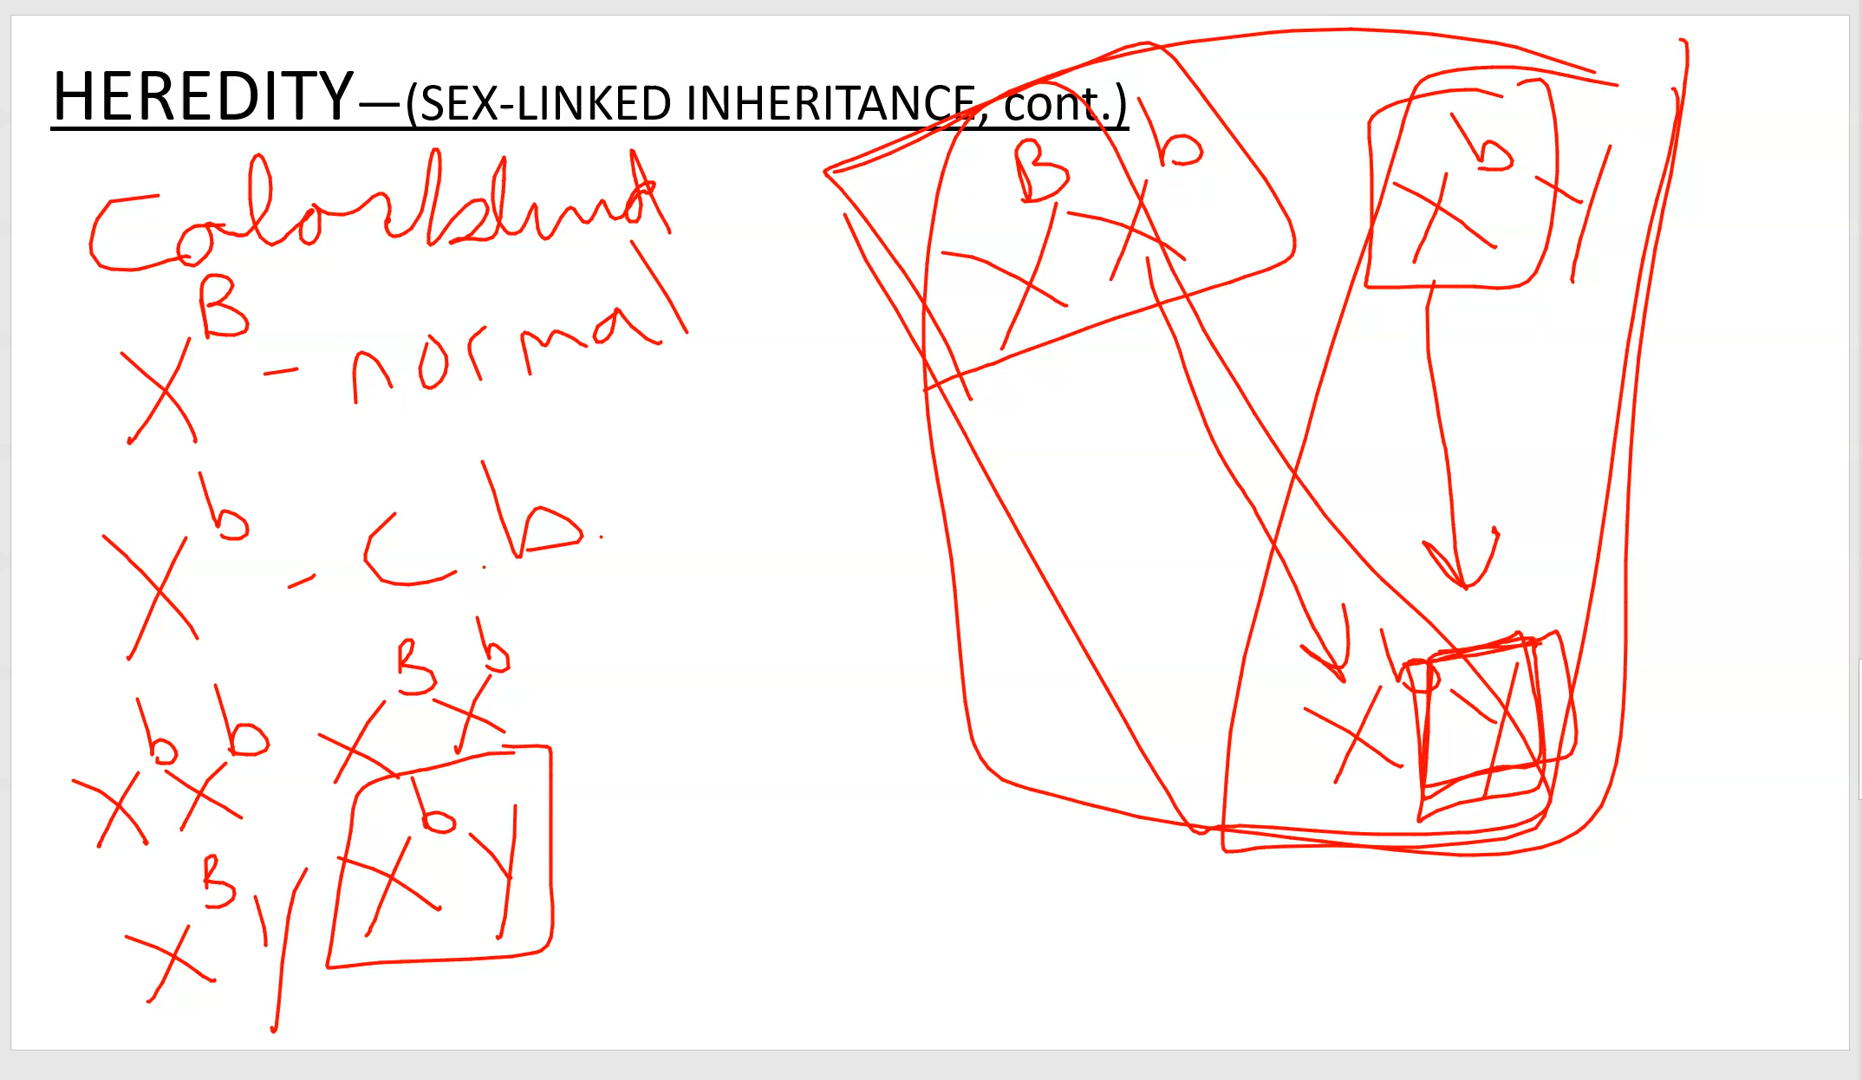 HEREDITY—(SEX-LINKED INHERITANCE, cont.)
Colorblind
X^B - normal
X^b - c.b.
X^b X^b
X^B X^b
X^B Y
X^b Y
X^B X^b
X^b Y
X^b Y